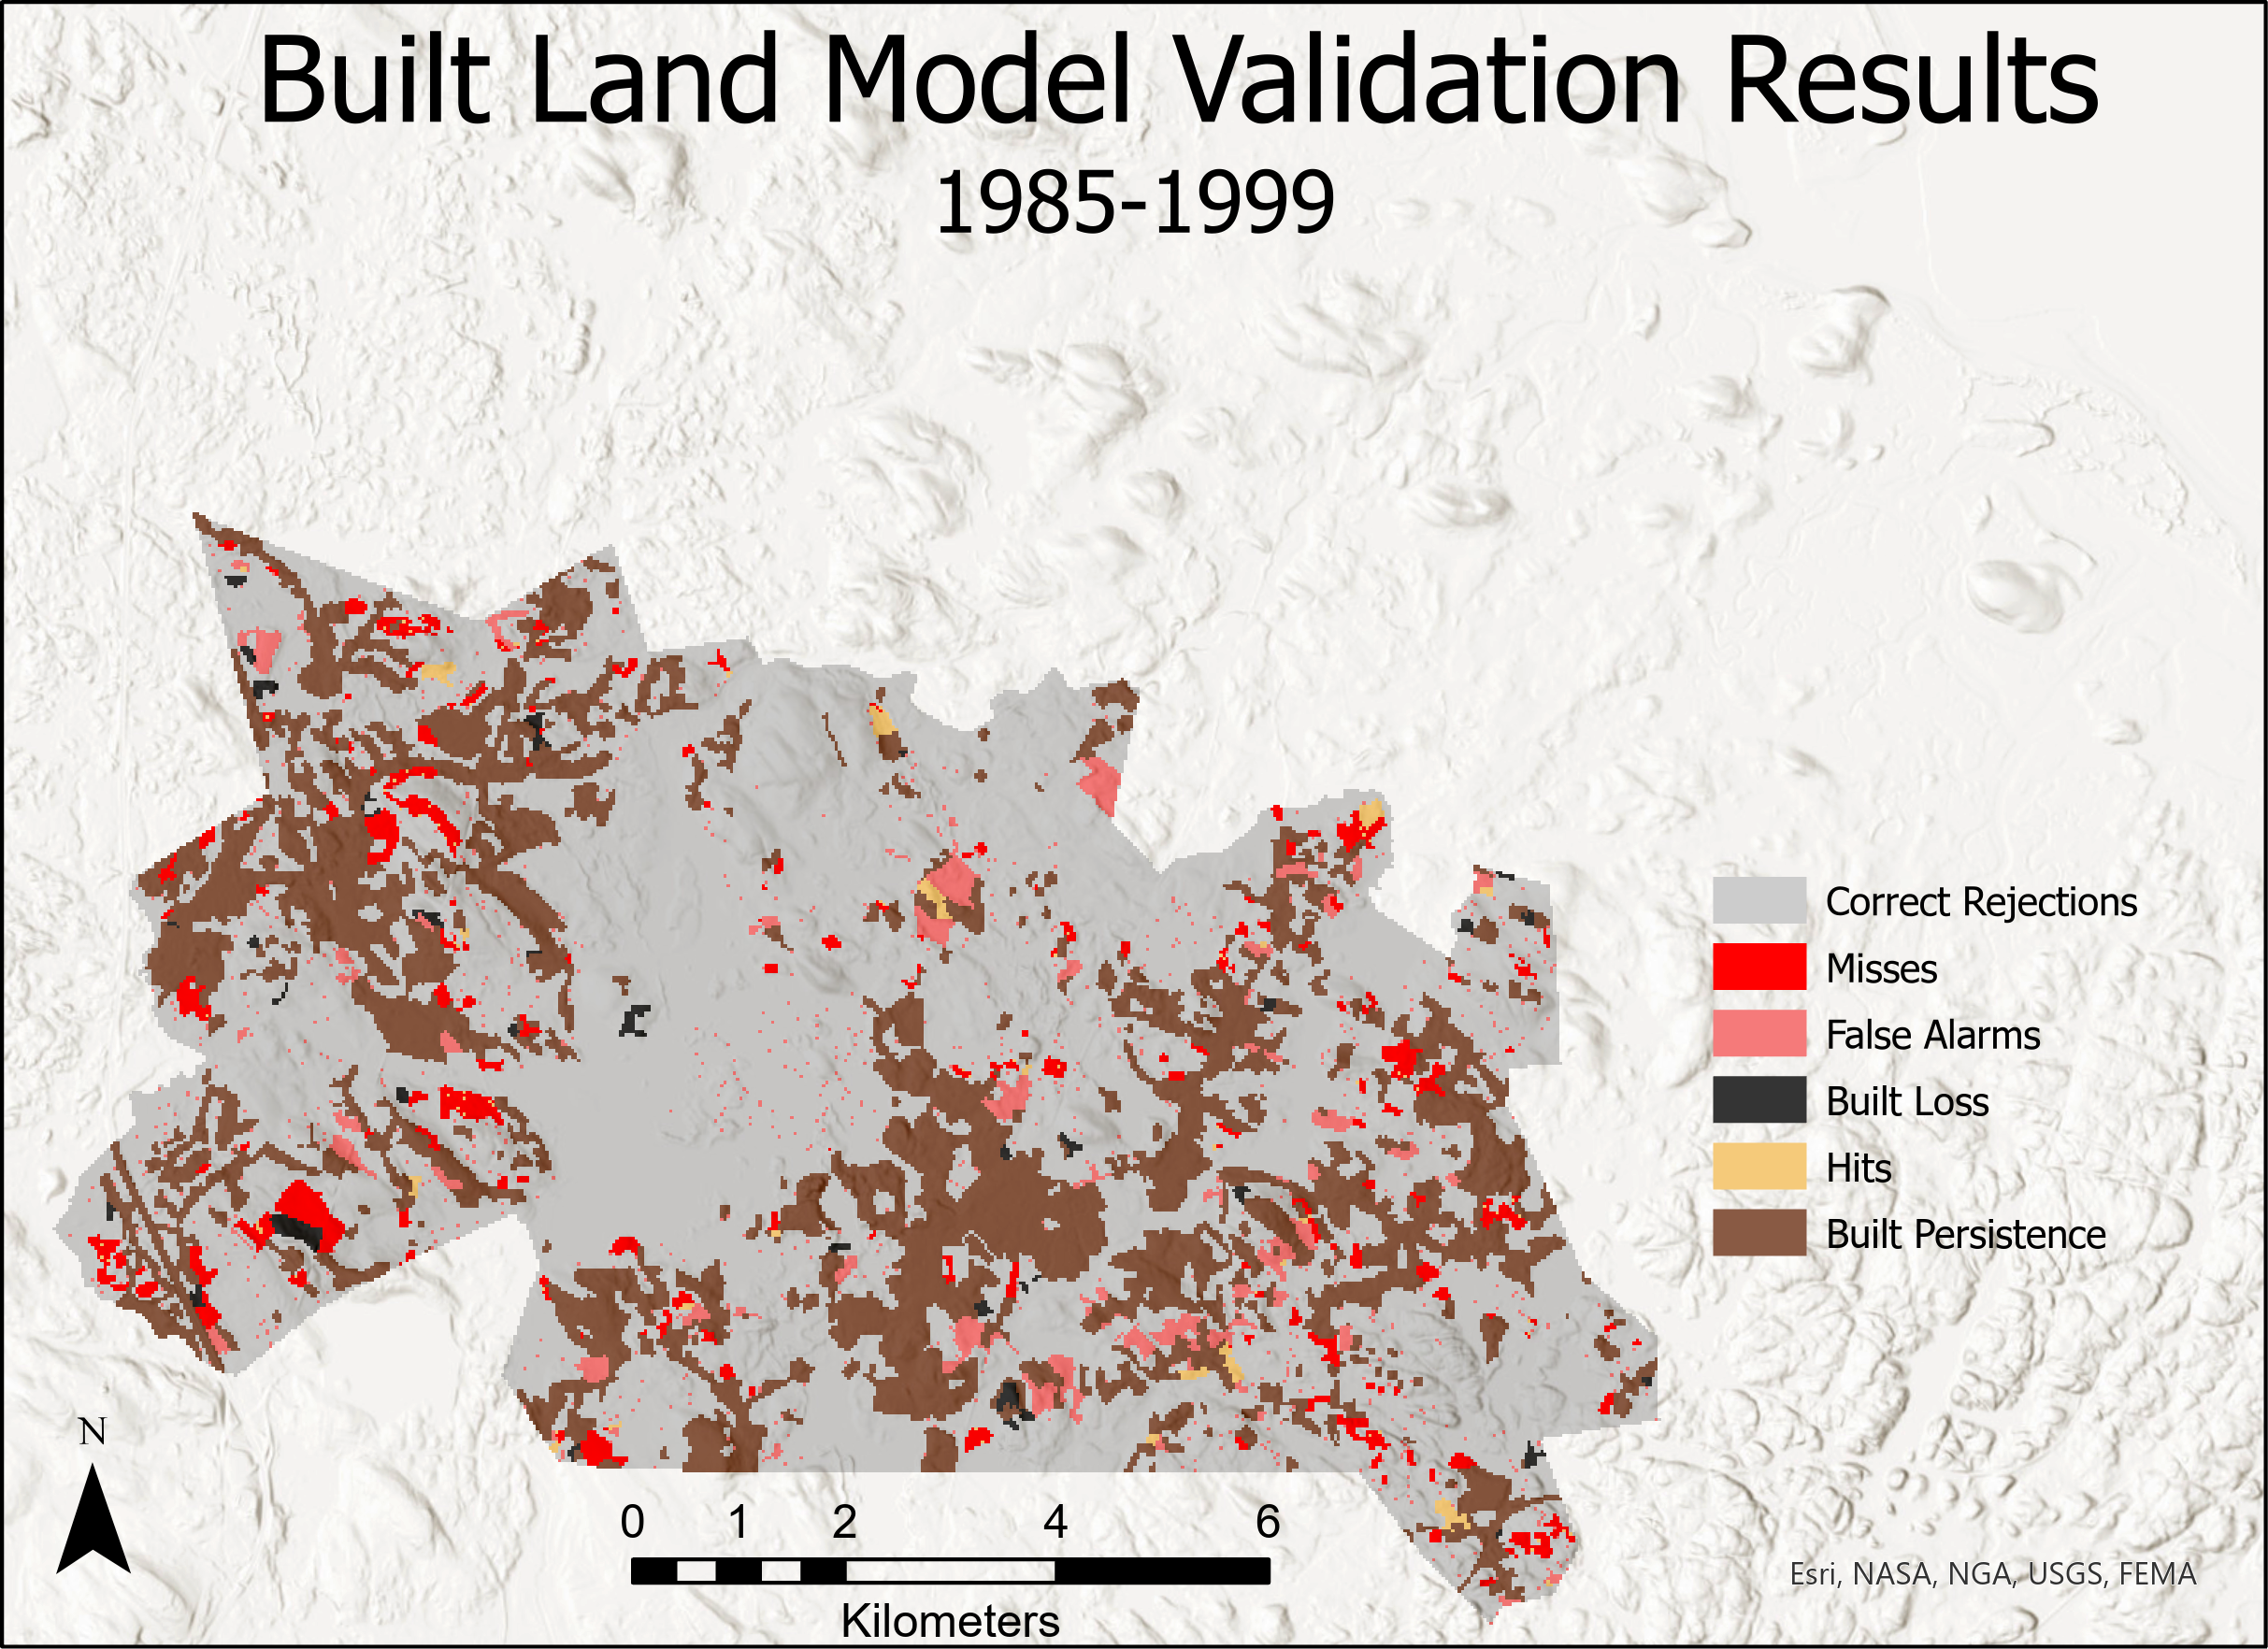 Built Land Model Validation Results
1985-1999
Correct Rejections
Misses
False Alarms
Built Loss
Hits
Built Persistence
N
0 1 2 4 6
Kilometers
Esri, NASA, NGA, USGS, FEMA